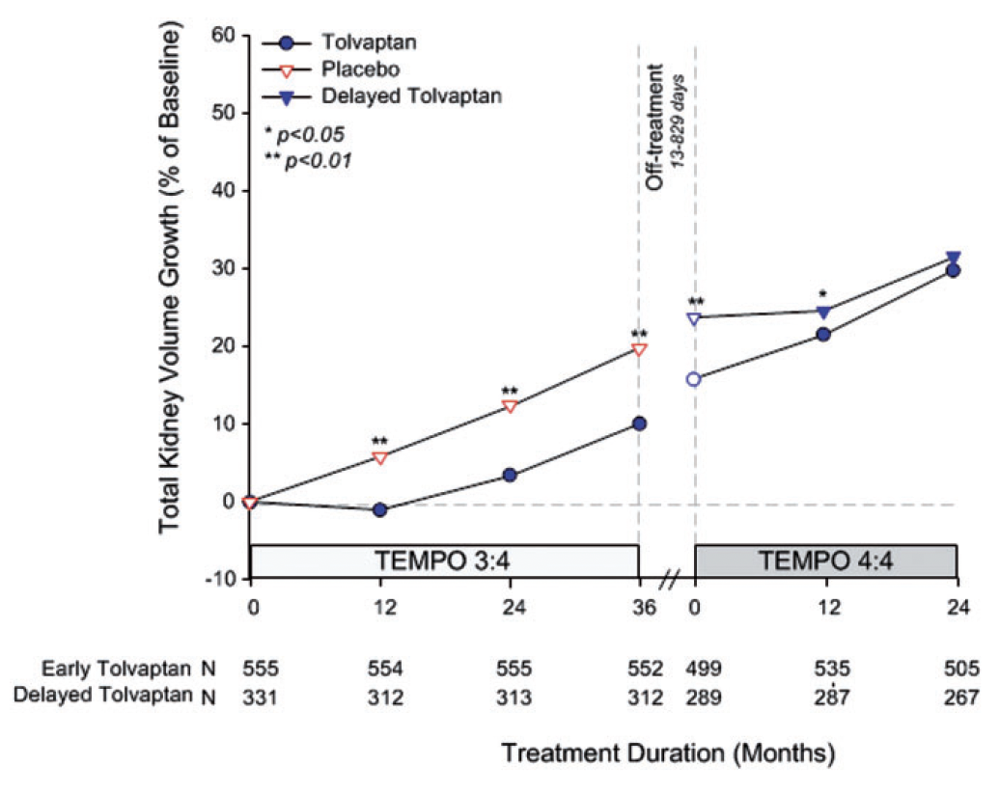 Total Kidney Volume Growth (% of Baseline)
60
50
40
30
20
10
0
-10
Tolvaptan
Placebo
Delayed Tolvaptan
* p<0.05
** p<0.01
Off-treatment
13-829 days
**
**
**
**
*
TEMPO 3:4
TEMPO 4:4
0 12 24 36 0 12 24
Early Tolvaptan N 555 554 555 552 499 535 505
Delayed Tolvaptan N 331 312 313 312 289 287 267
Treatment Duration (Months)